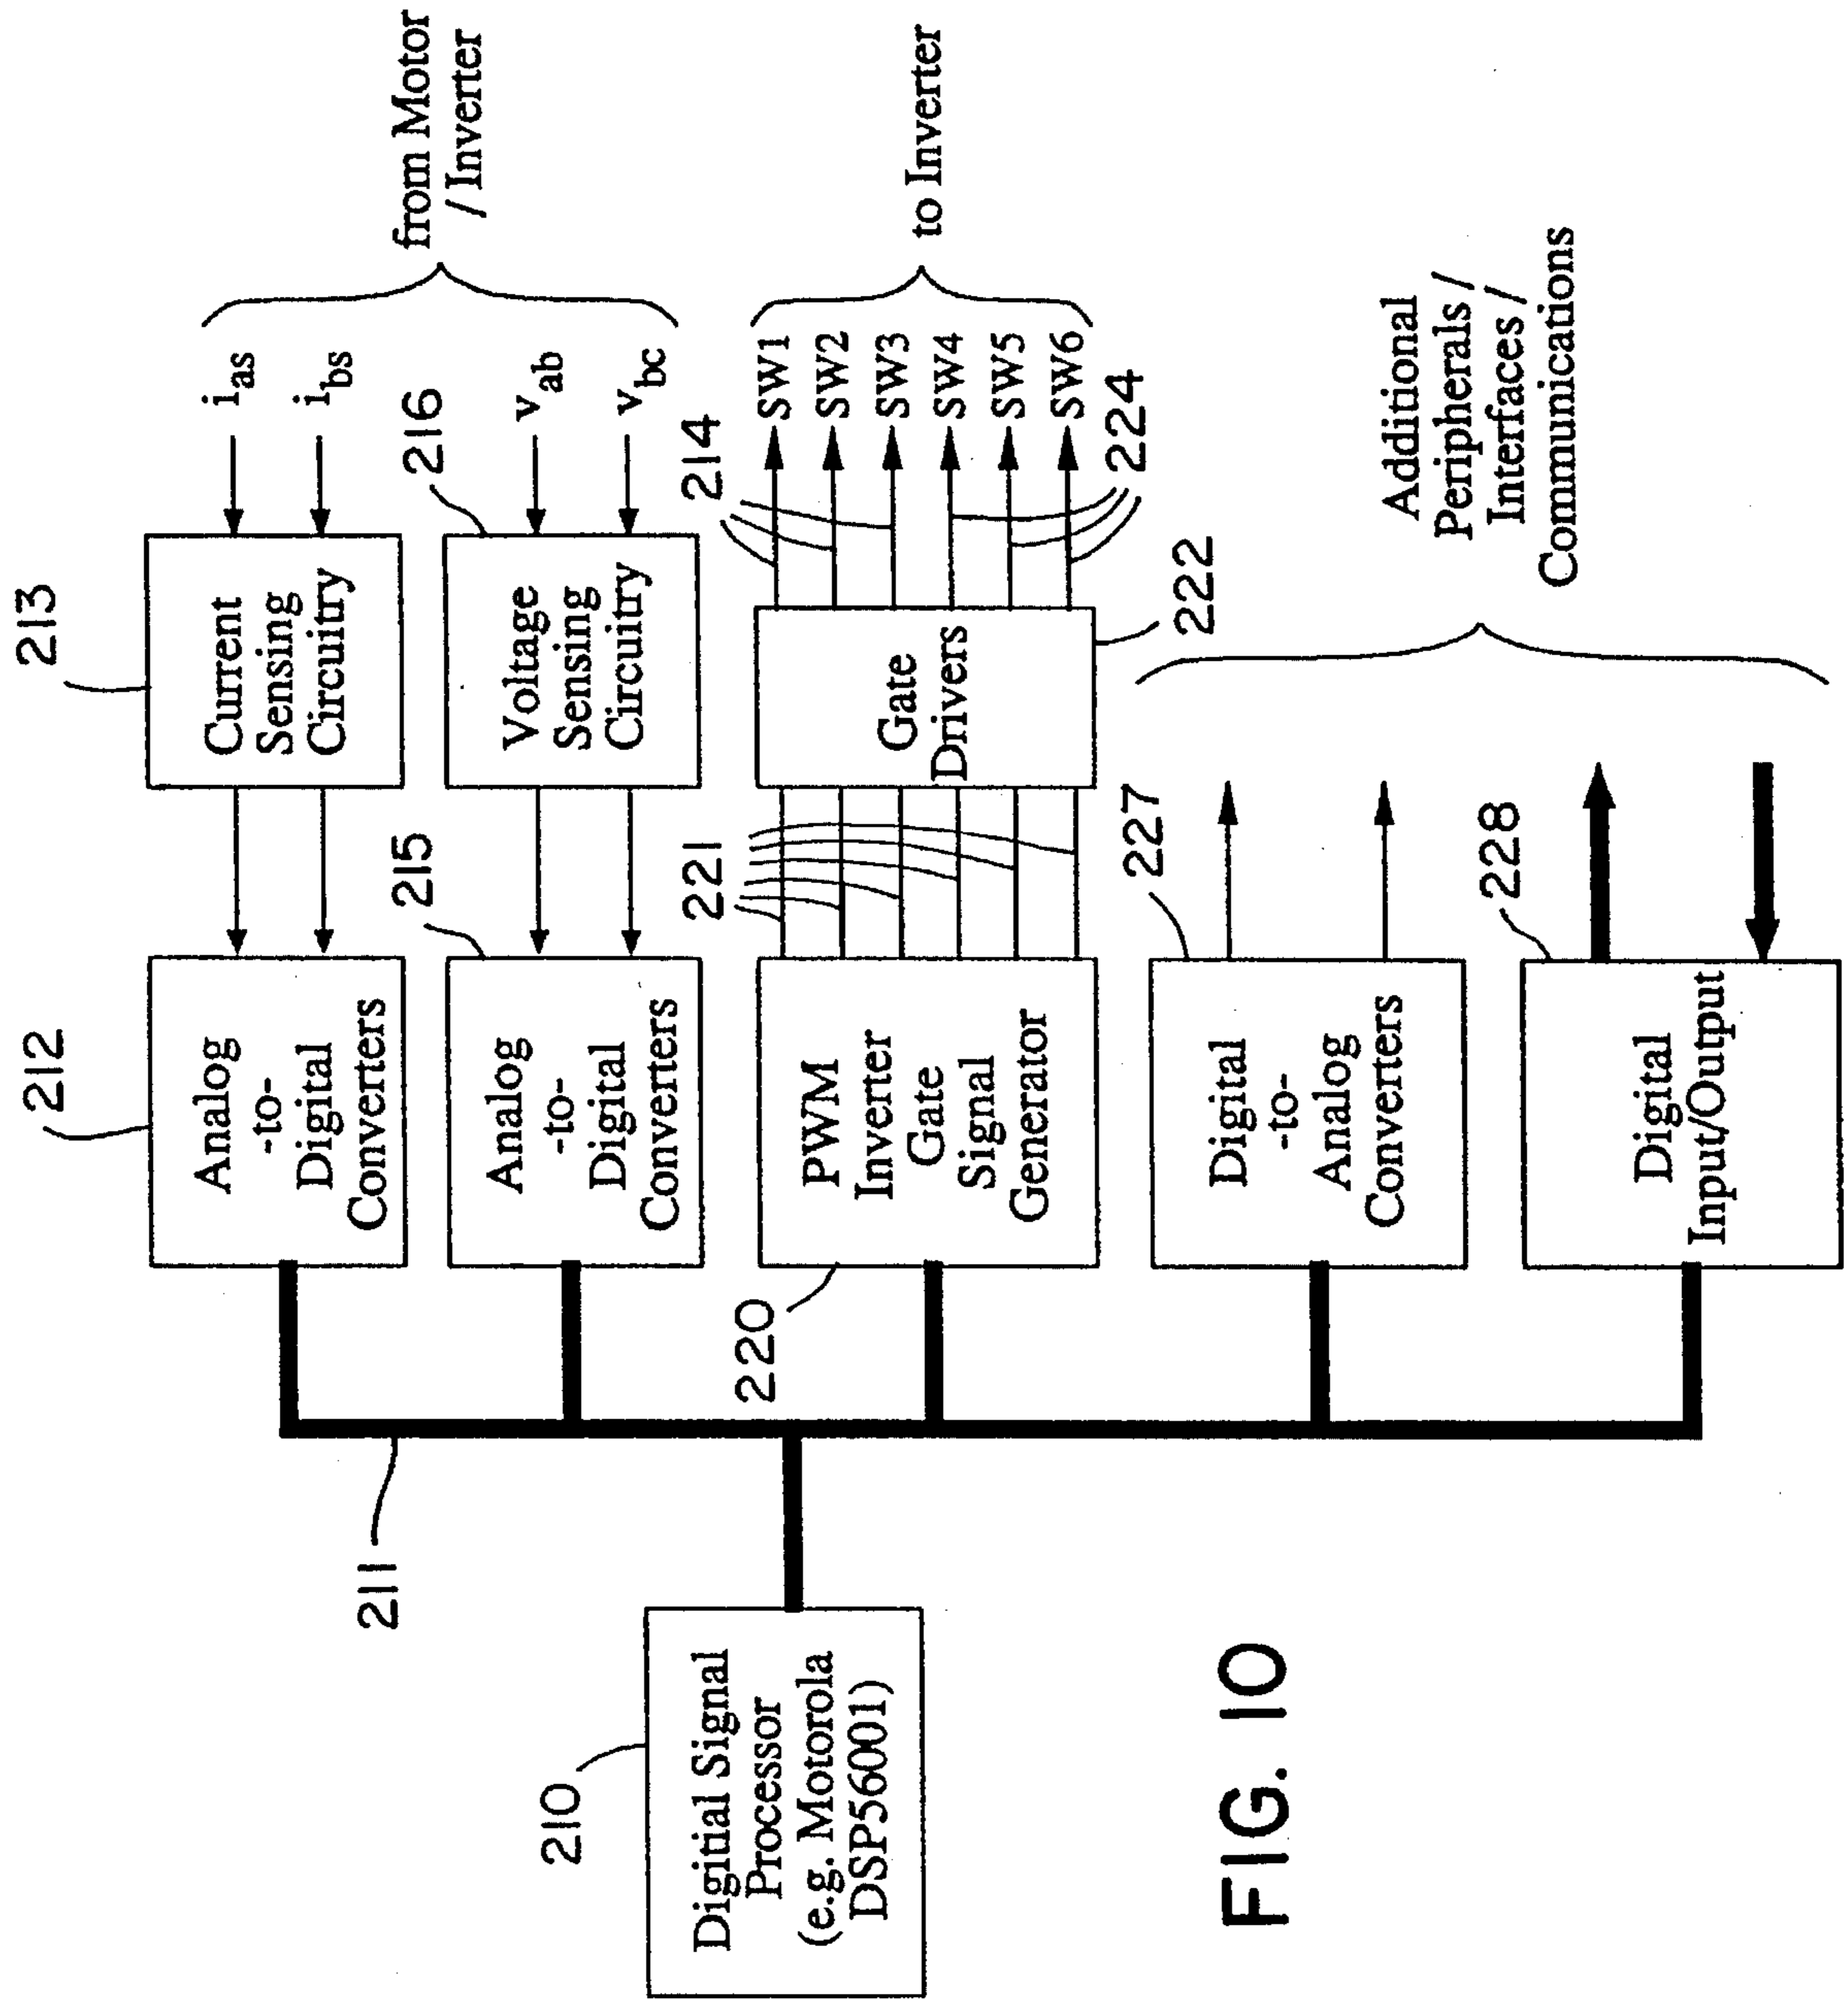 213
Current
Sensing
Circuitry
i_as
i_bs
from Motor
/ Inverter
212
Analog
-to-
Digital
Converters
216
Voltage
Sensing
Circuitry
v_ab
v_bc
215
Analog
-to-
Digital
Converters
211
210
Digitial Signal
Processor
(e.g. Motorola
DSP56001)
220
PWM
Inverter
Gate
Signal
Generator
221
Gate
Drivers
222
214
SW1
SW2
SW3
SW4
SW5
SW6
224
to Inverter
227
Digital
-to-
Analog
Converters
228
Digital
Input/Output
Additional
Peripherals /
Interfaces /
Communications
FIG. 10